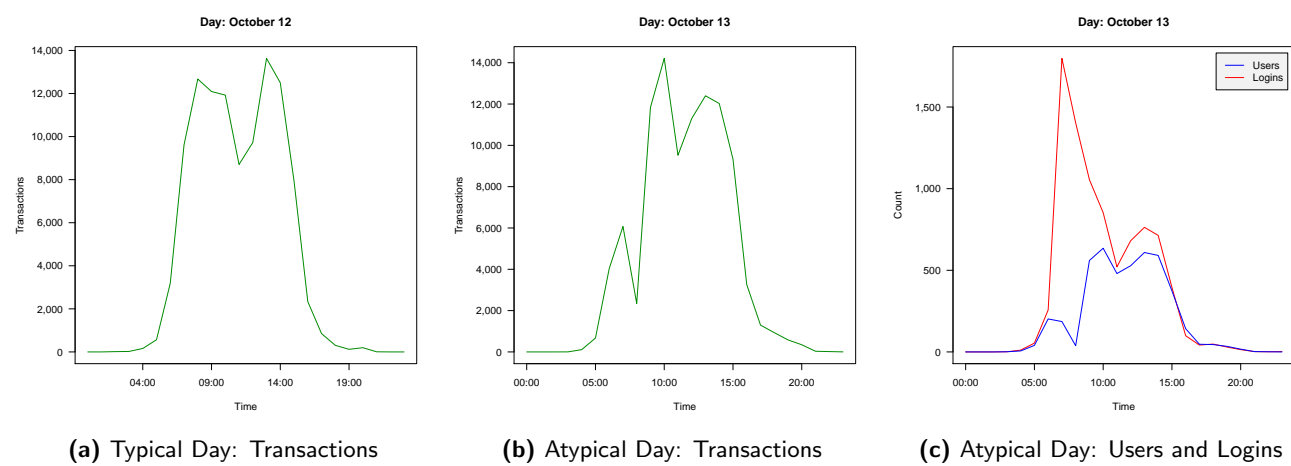 Day: October 12
14,000
12,000
10,000
8,000
6,000
4,000
2,000
0
Transactions
04:00 09:00 14:00 19:00
Time
(a) Typical Day: Transactions
Day: October 13
14,000
12,000
10,000
8,000
6,000
4,000
2,000
0
Transactions
00:00 05:00 10:00 15:00 20:00
Time
(b) Atypical Day: Transactions
Day: October 13
Users
Logins
1,500
1,000
500
0
Count
00:00 05:00 10:00 15:00 20:00
Time
(c) Atypical Day: Users and Logins